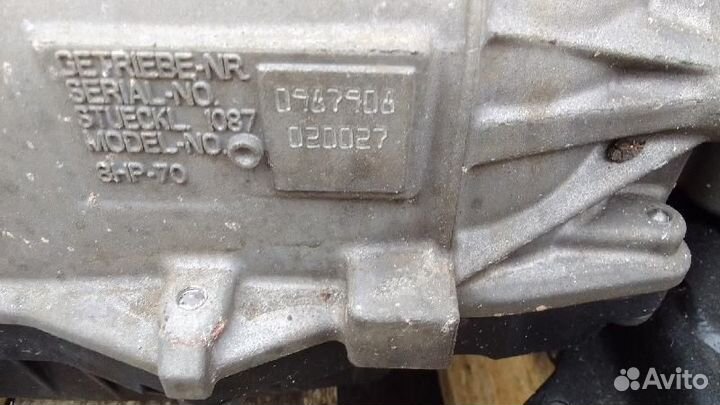 GETRIEBE-NR
SERIAL-NO.
STUECKL. 1087
MODEL-NO.
8HP-70
0967906
020027
Avito